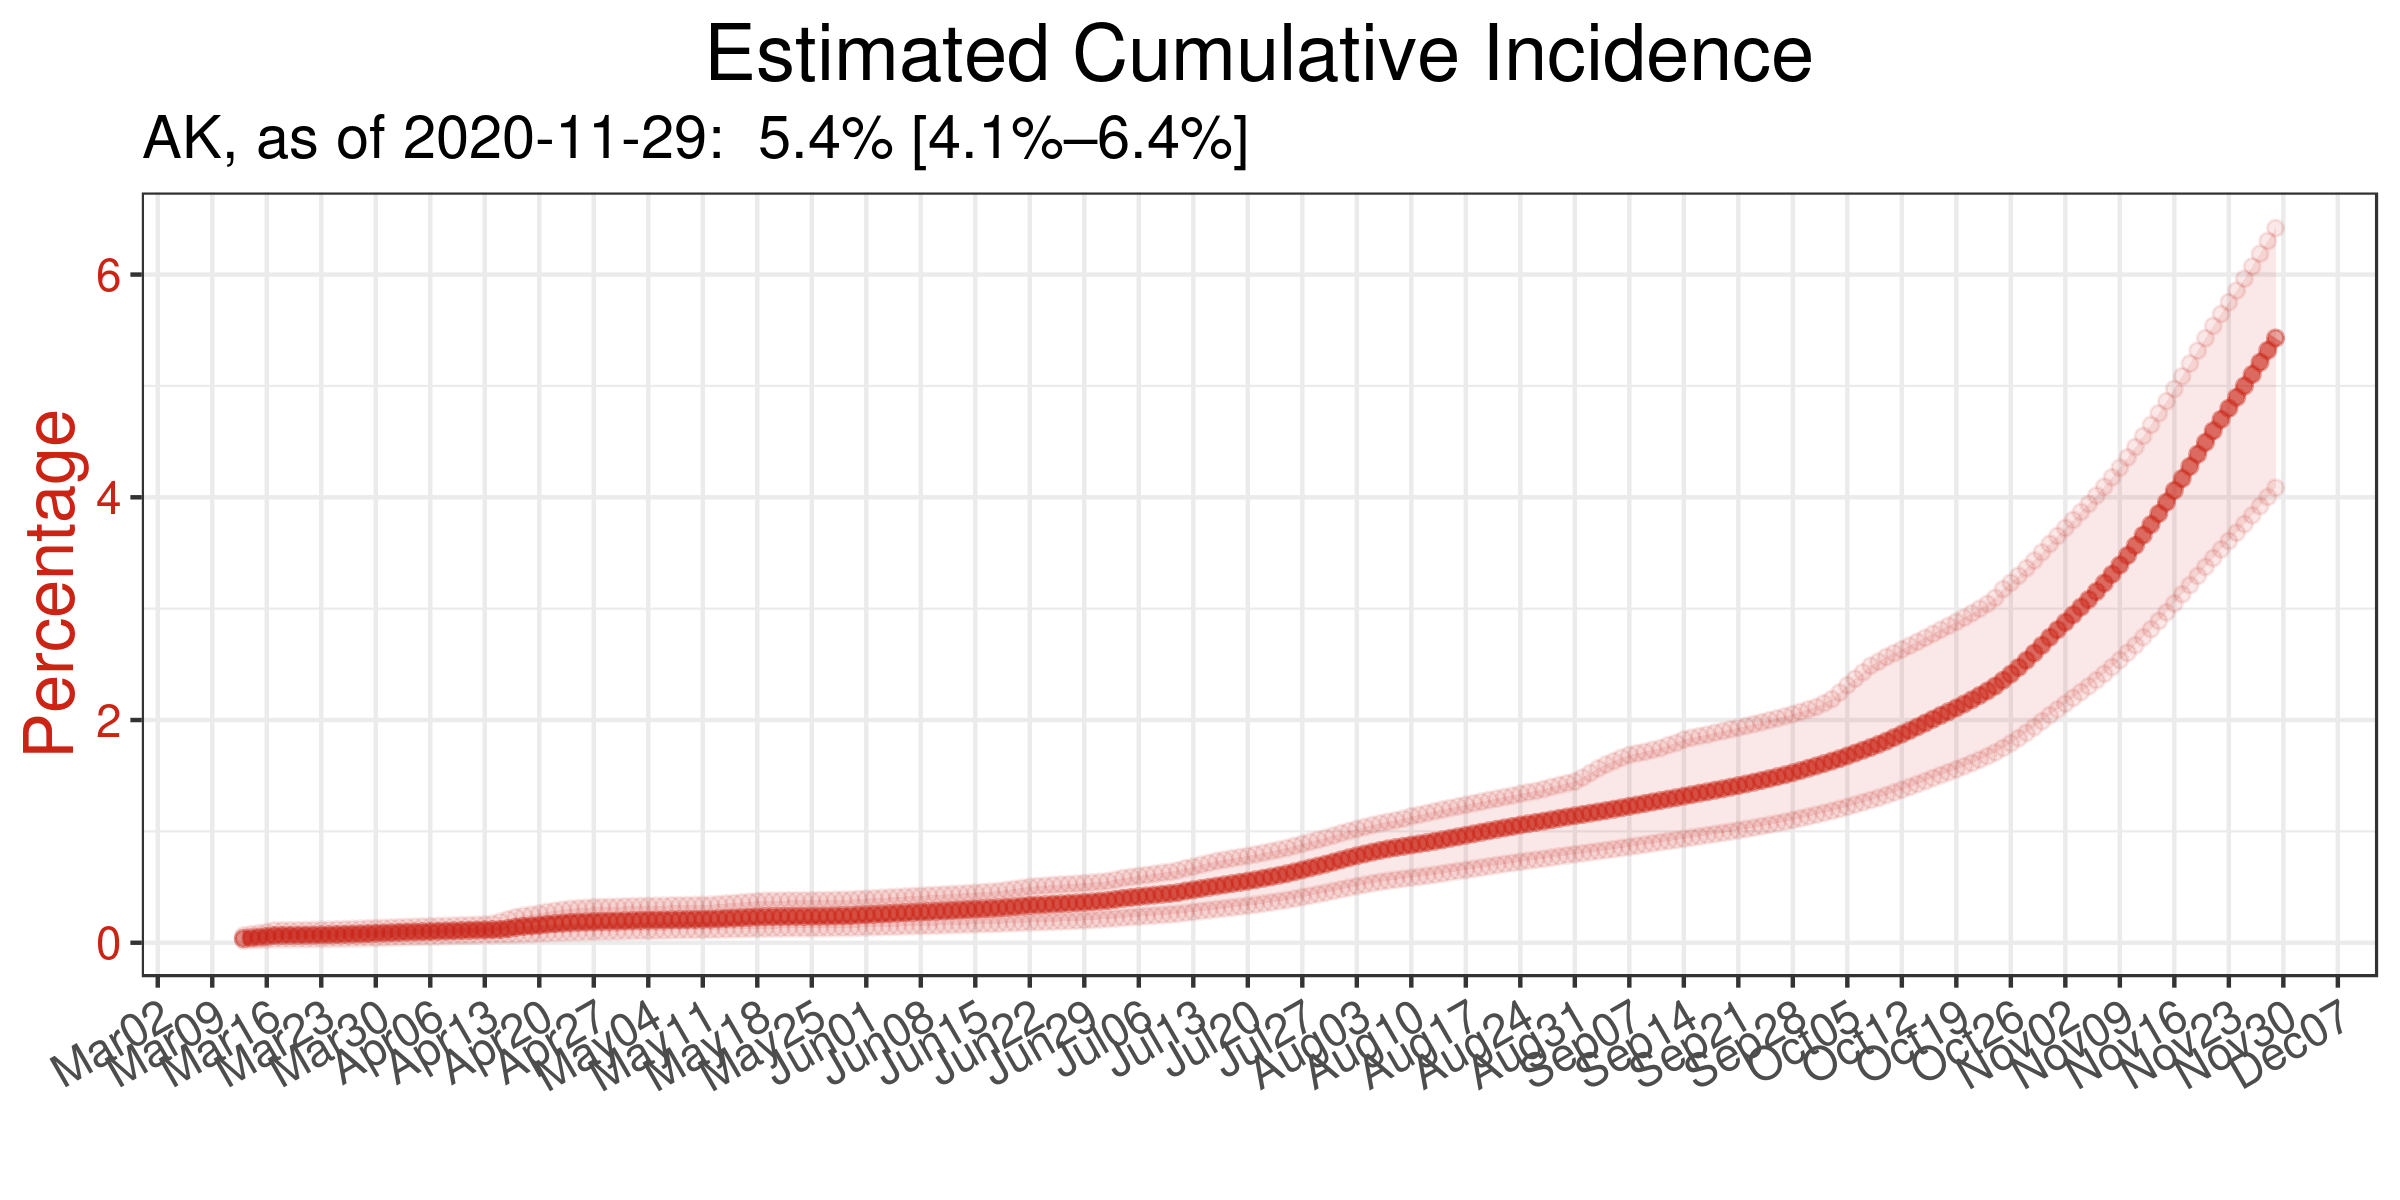 Estimated Cumulative Incidence
AK, as of 2020-11-29:  5.4% [4.1%–6.4%]
Percentage
6
4
2
0
Mar02
Mar09
Mar16
Mar23
Mar30
Apr06
Apr13
Apr20
Apr27
May04
May11
May18
May25
Jun01
Jun08
Jun15
Jun22
Jun29
Jul06
Jul13
Jul20
Jul27
Aug03
Aug10
Aug17
Aug24
Aug31
Sep07
Sep14
Sep21
Sep28
Oct05
Oct12
Oct19
Oct26
Nov02
Nov09
Nov16
Nov23
Nov30
Dec07